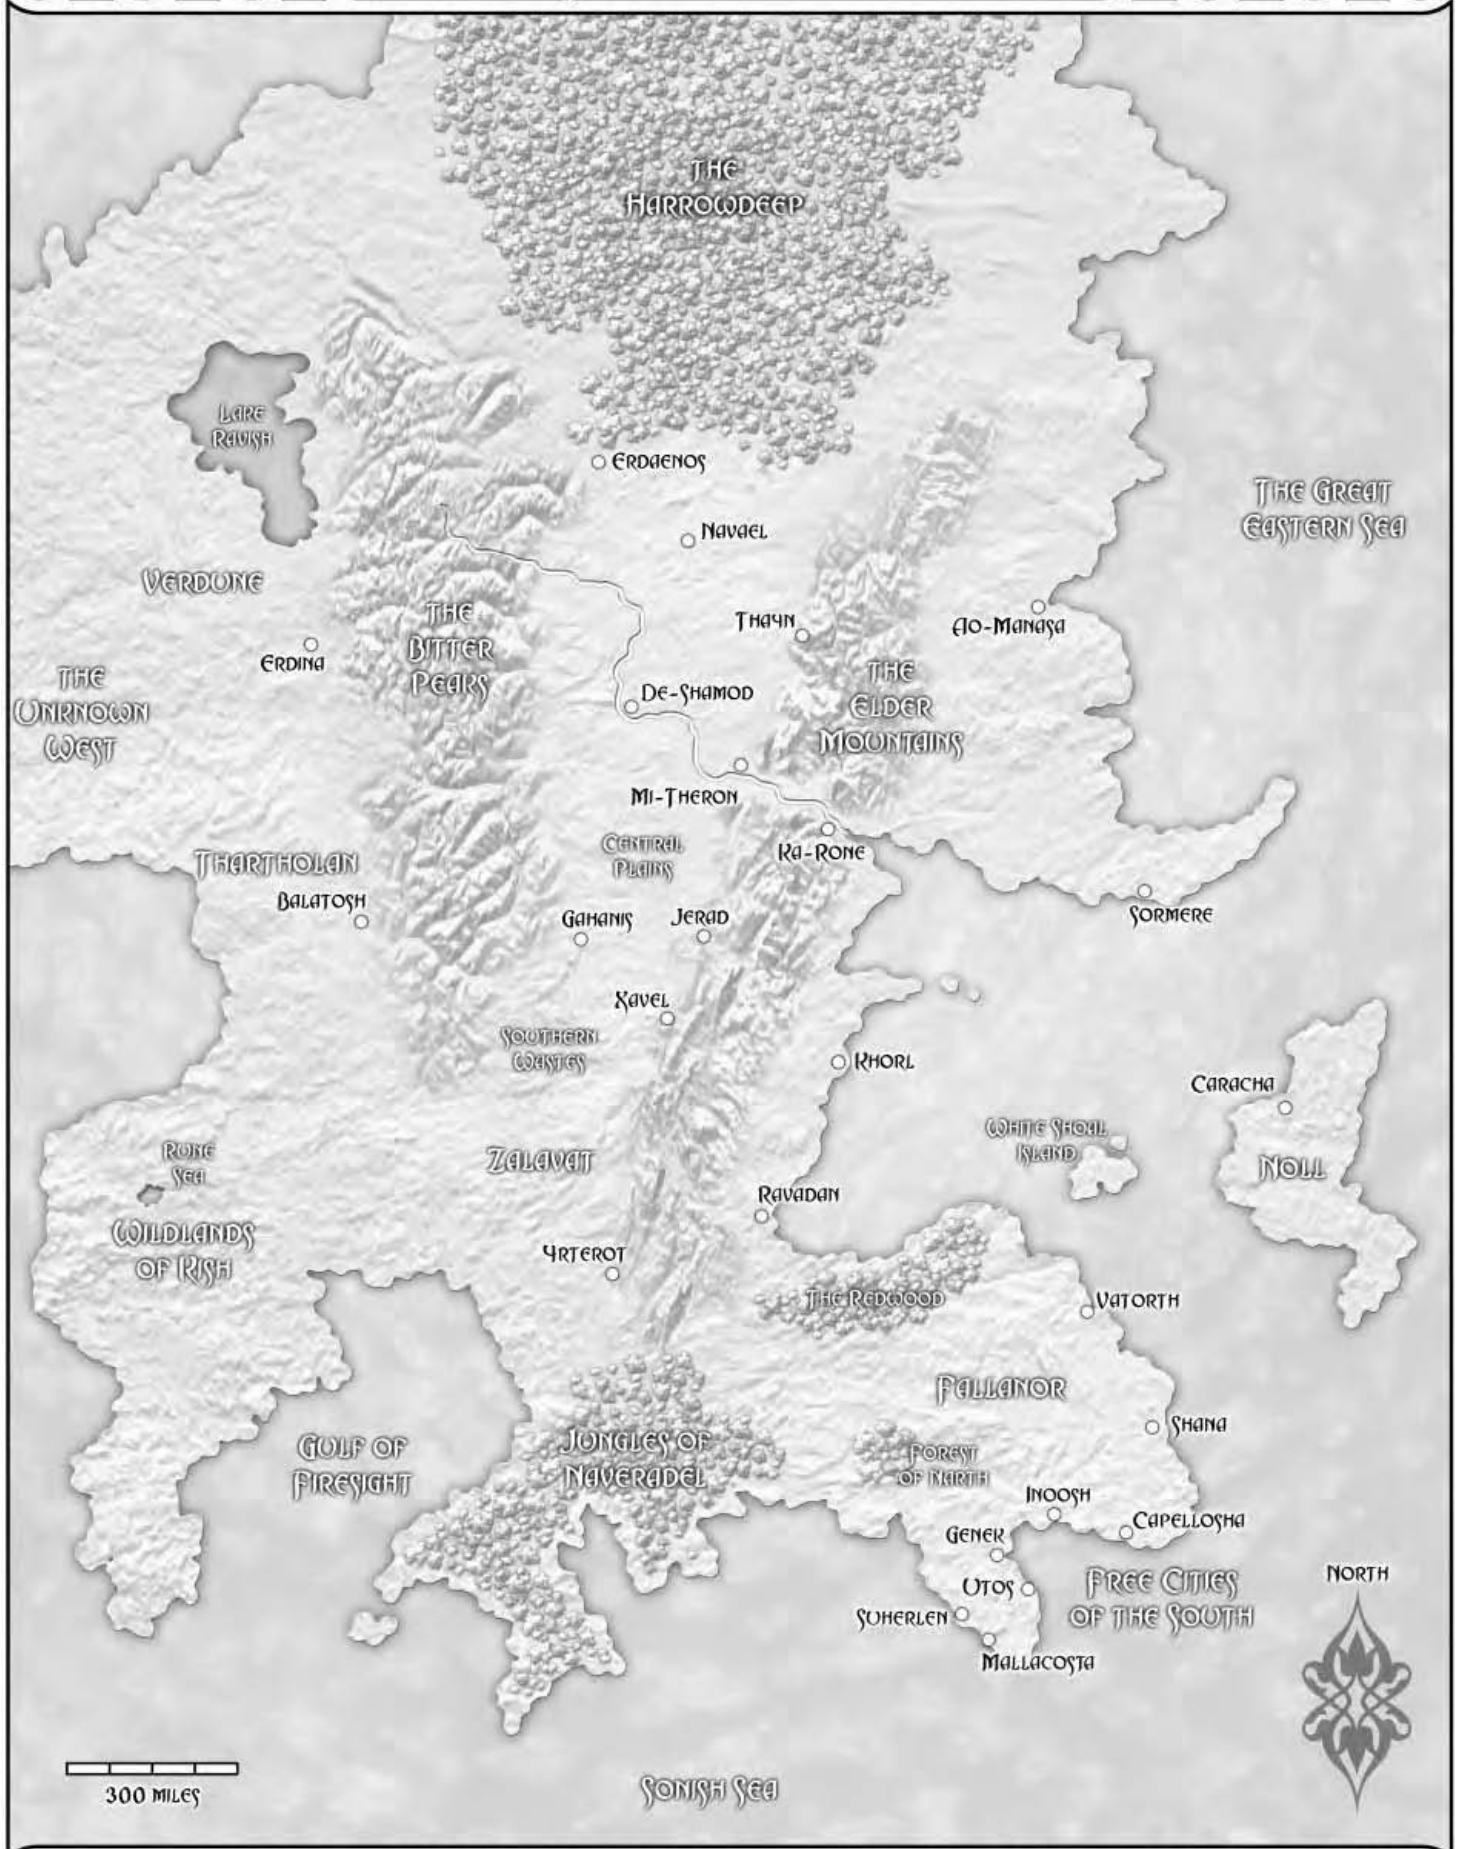 THE
HARROWDEEP
LAKE
RAVISH
ERDAENOS
THE GREAT
EASTERN SEA
NAVAEL
VERDUNE
THE
BITTER
PEAKS
THAYN
AO-MANASA
ERDINA
THE
UNKNOWN
WEST
THE
ELDER
MOUNTAINS
DE-SHAMOD
MI-THERON
CENTRAL
PLAINS
KA-RONE
THARTHOLAN
BALATOSH
GAHANIS
JERAD
SORMERE
XAVEL
SOUTHERN
WASTES
KHORL
CARACHA
WHITE SHOAL
ISLAND
NOLL
RUNE
SEA
ZALAVAT
RAVADAN
WILDLANDS
OF KISH
YRTEROT
THE REDWOOD
VATORTH
FALLANOR
SHANA
GULF OF
FIRESIGHT
JUNGLES OF
NAVERADEL
FOREST
OF NARTH
INOOSH
CAPELLOSHA
GENEK
UTOS
FREE CITIES
OF THE SOUTH
NORTH
SUHERLEN
MALLACOSTA
300 MILES
SONISH SEA